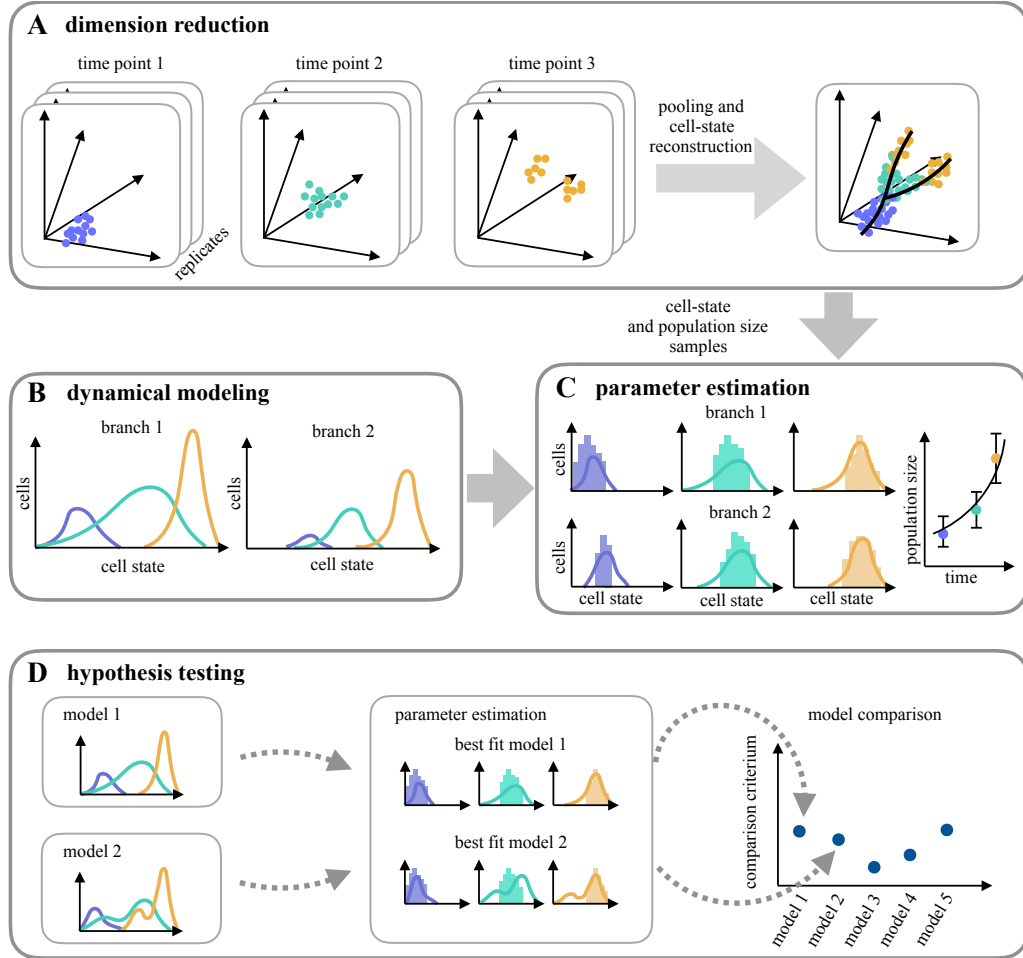 A dimension reduction
time point 1
time point 2
time point 3
replicates
pooling and
cell-state
reconstruction
cell-state
and population size
samples
B dynamical modeling
branch 1
branch 2
cells
cells
cell state
cell state
C parameter estimation
branch 1
cells
branch 2
cells
cell state
cell state
cell state
population size
time
D hypothesis testing
model 1
model 2
parameter estimation
best fit model 1
best fit model 2
model comparison
comparison criterium
model 1
model 2
model 3
model 4
model 5